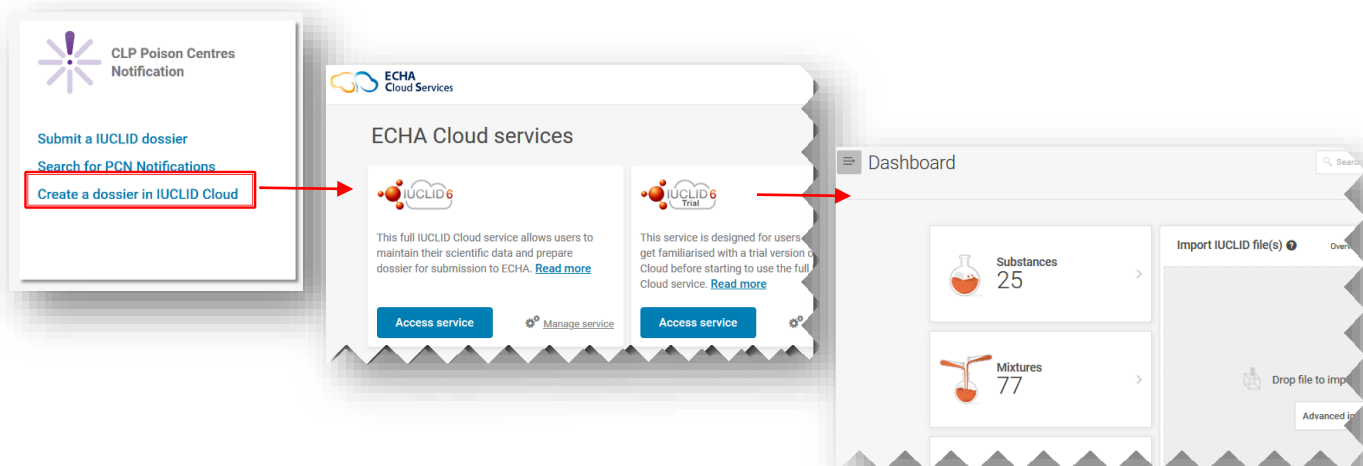 CLP Poison Centres
Notification
Submit a IUCLID dossier
Search for PCN Notifications
Create a dossier in IUCLID Cloud
ECHA
Cloud Services
ECHA Cloud services
IUCLID 6
This full IUCLID Cloud service allows users to
maintain their scientific data and prepare
dossier for submission to ECHA. Read more
Access service
Manage service
IUCLID 6
Trial
This service is designed for users
get familiarised with a trial version
Cloud before starting to use the full
Cloud service. Read more
Access service
Dashboard
Substances
25
Mixtures
77
Import IUCLID file(s)
Drop file to